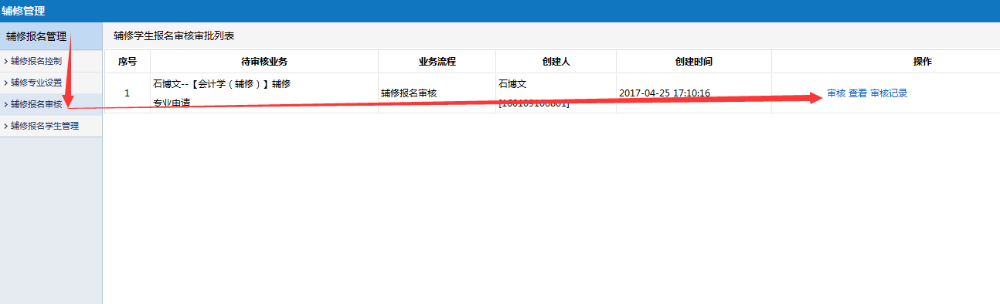 辅修管理
辅修报名管理
辅修报名控制
辅修专业设置
辅修报名审核
辅修报名学生管理
辅修学生报名审核审批列表
序号 待审核业务 业务流程 创建人 创建时间 操作
1 石博文--【会计学（辅修）】辅修
专业申请 辅修报名审核 石博文 2017-04-25 17:10:16 审核 查看 审核记录